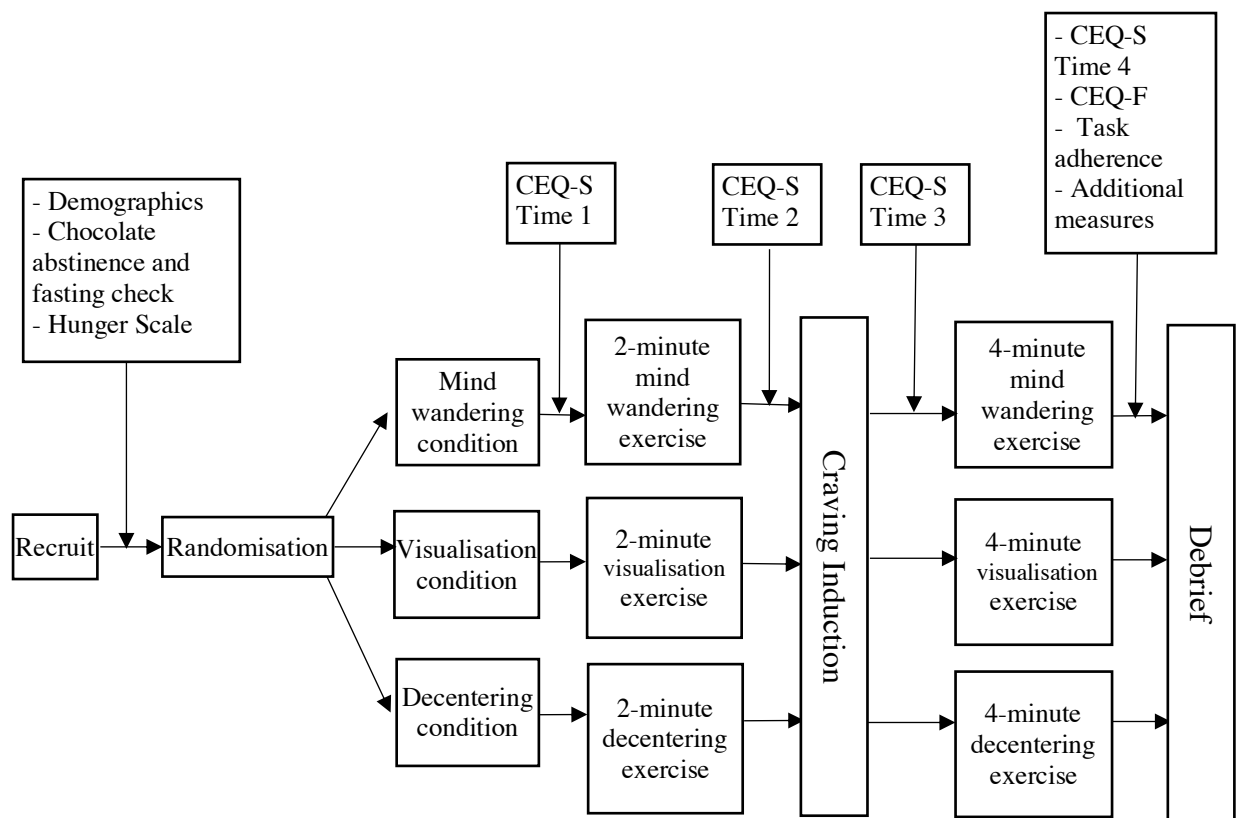 - CEQ-S
Time 4
- CEQ-F
- Task
adherence
- Additional
measures
CEQ-S
Time 1
CEQ-S
Time 2
CEQ-S
Time 3
- Demographics
- Chocolate
abstinence and
fasting check
- Hunger Scale
Recruit
Randomisation
Mind
wandering
condition
2-minute
mind
wandering
exercise
Visualisation
condition
2-minute
visualisation
exercise
Decentering
condition
2-minute
decentering
exercise
Craving Induction
4-minute
mind
wandering
exercise
4-minute
visualisation
exercise
4-minute
decentering
exercise
Debrief